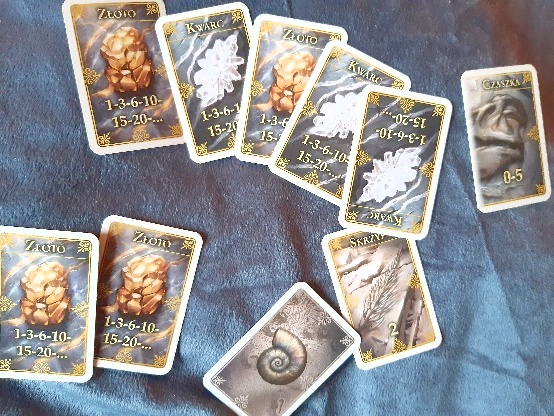 ZŁOTO
1-3-6-10-
15-20-...
KWARC
1-3-6-1
15-20-
ZŁOTO
1-3-6-10-
15-20-...
KWARC
1-3-6-10-
15-20-...
KWARC
1-3-6-10-
15-20-...
CZASZKA
0-5
ZŁOTO
1-3-6-10-
15-20-...
ZŁOTO
1-3-6-10-
15-20-...
SKRZY
2